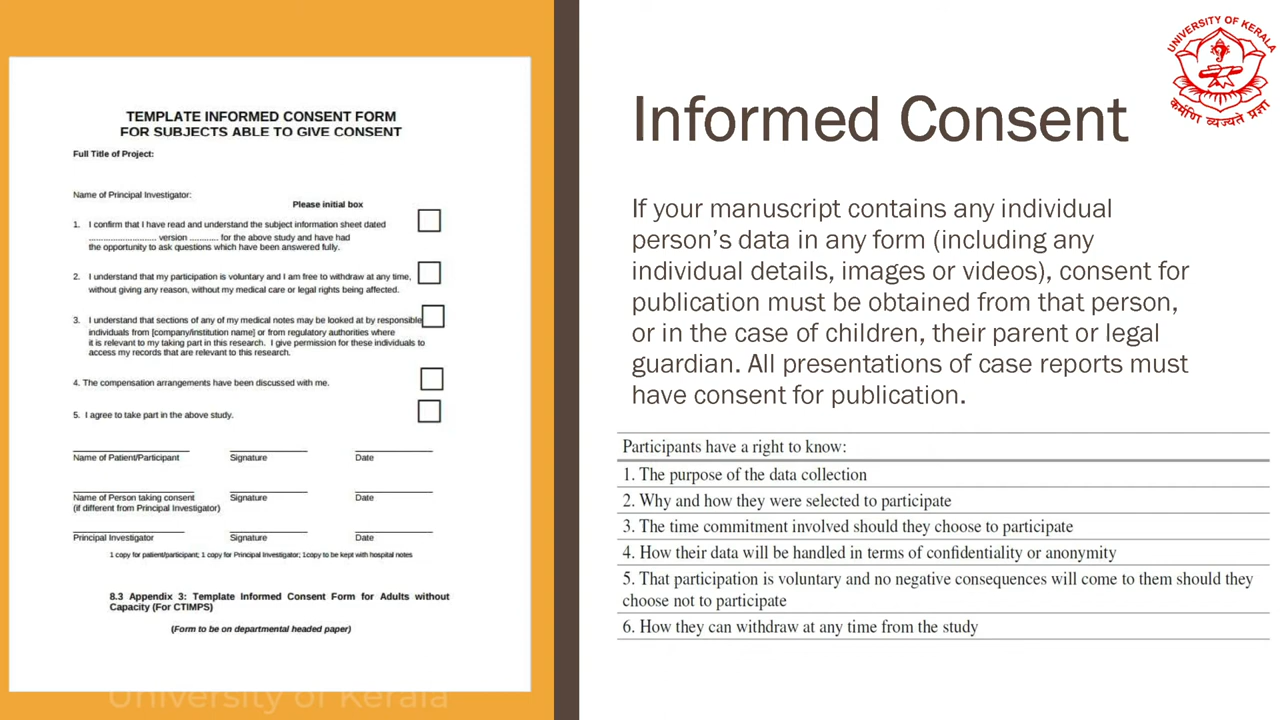 TEMPLATE INFORMED CONSENT FORM
FOR SUBJECTS ABLE TO GIVE CONSENT
Full Title of Project:
Name of Principal Investigator:
Please initial box
1. I confirm that I have read and understand the subject information sheet dated
............................ version ............ for the above study and have had
the opportunity to ask questions which have been answered fully.
2. I understand that my participation is voluntary and I am free to withdraw at any time,
without giving any reason, without my medical care or legal rights being affected.
3. I understand that sections of any of my medical notes may be looked at by responsible
individuals from [company/institution name] or from regulatory authorities where
it is relevant to my taking part in this research. I give permission for these individuals to
access my records that are relevant to this research.
4. The compensation arrangements have been discussed with me.
5. I agree to take part in the above study.
Name of Patient/Participant Signature Date
Name of Person taking consent Signature Date
(if different from Principal Investigator)
Principal Investigator Signature Date
1 copy for patient/participant; 1 copy for Principal Investigator; 1copy to be kept with hospital notes
8.3 Appendix 3: Template Informed Consent Form for Adults without
Capacity (For CTIMPS)
(Form to be on departmental headed paper)
University of Kerala
UNIVERSITY OF KERALA
कर्मणि व्यज्यते प्रज्ञा
Informed Consent
If your manuscript contains any individual
person's data in any form (including any
individual details, images or videos), consent for
publication must be obtained from that person,
or in the case of children, their parent or legal
guardian. All presentations of case reports must
have consent for publication.
Participants have a right to know:
1. The purpose of the data collection
2. Why and how they were selected to participate
3. The time commitment involved should they choose to participate
4. How their data will be handled in terms of confidentiality or anonymity
5. That participation is voluntary and no negative consequences will come to them should they
choose not to participate
6. How they can withdraw at any time from the study